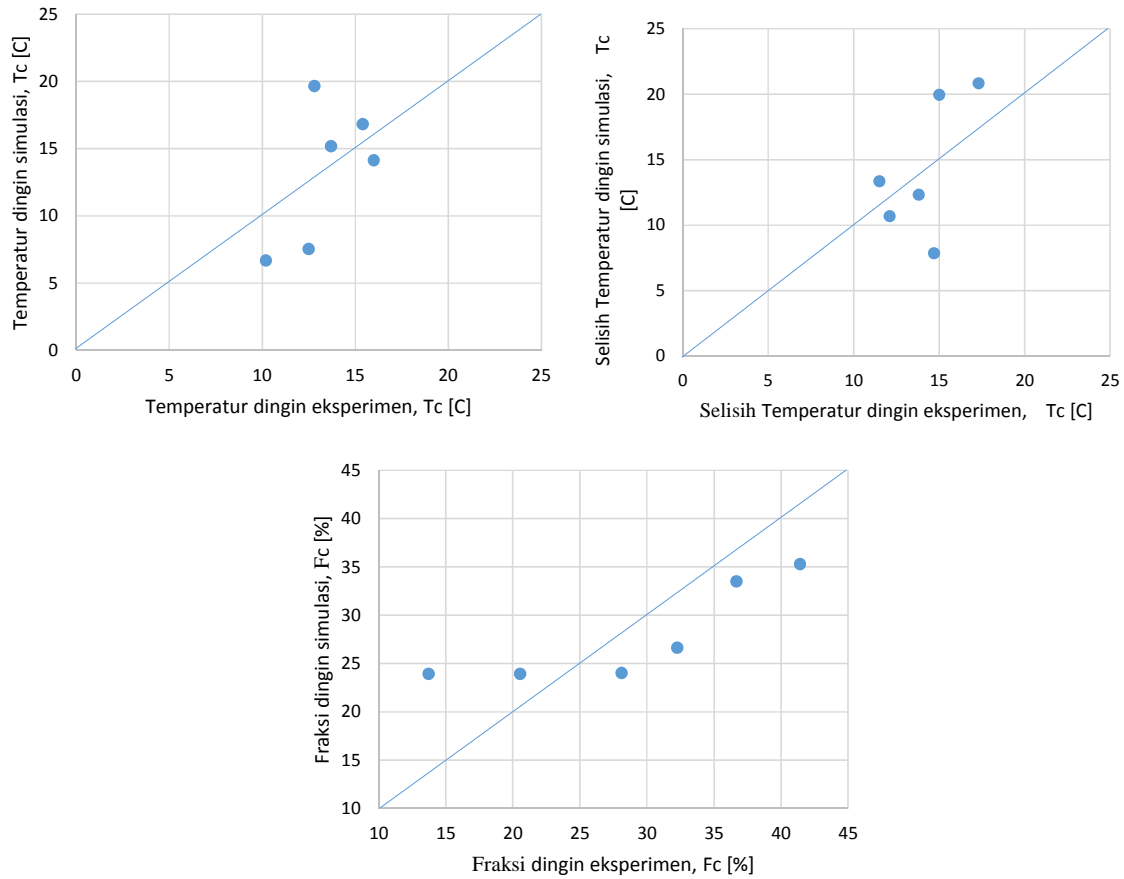 Temperatur dingin simulasi, Tc [C]
25
20
15
10
5
0
0 5 10 15 20 25
Temperatur dingin eksperimen, Tc [C]
Selisih Temperatur dingin simulasi, Tc
[C]
25
20
15
10
5
0
0 5 10 15 20 25
Selisih Temperatur dingin eksperimen, Tc [C]
Fraksi dingin simulasi, Fc [%]
45
40
35
30
25
20
15
10
10 15 20 25 30 35 40 45
Fraksi dingin eksperimen, Fc [%]